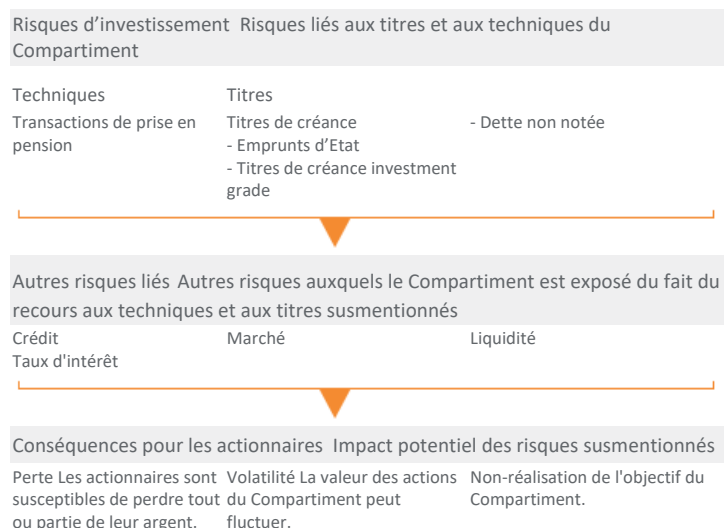 Risques d’investissement Risques liés aux titres et aux techniques du
Compartiment
Techniques
Transactions de prise en
pension
Titres
Titres de créance
- Emprunts d’Etat
- Titres de créance investment
grade
- Dette non notée
Autres risques liés Autres risques auxquels le Compartiment est exposé du fait du
recours aux techniques et aux titres susmentionnés
Crédit
Taux d'intérêt
Marché
Liquidité
Conséquences pour les actionnaires Impact potentiel des risques susmentionnés
Perte Les actionnaires sont
susceptibles de perdre tout
ou partie de leur argent.
Volatilité La valeur des actions
du Compartiment peut
fluctuer.
Non-réalisation de l'objectif du
Compartiment.